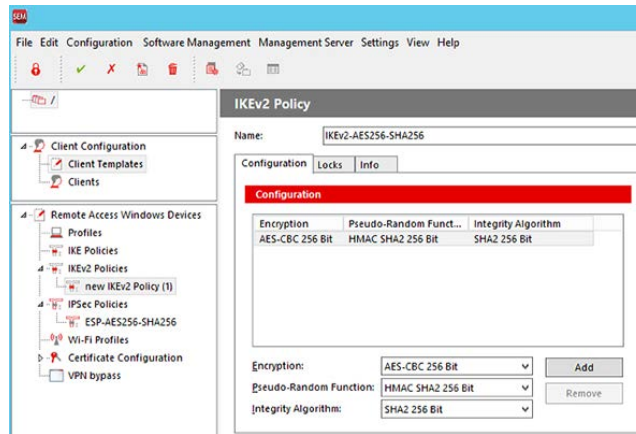 SEM
File Edit Configuration Software Management Management Server Settings View Help
/
Client Configuration
Client Templates
Clients
Remote Access Windows Devices
Profiles
IKE Policies
IKEv2 Policies
new IKEv2 Policy (1)
IPSec Policies
ESP-AES256-SHA256
Wi-Fi Profiles
Certificate Configuration
VPN bypass
IKEv2 Policy
Name: IKEv2-AES256-SHA256
Configuration Locks Info
Configuration
Encryption Pseudo-Random Funct... Integrity Algorithm
AES-CBC 256 Bit HMAC SHA2 256 Bit SHA2 256 Bit
Encryption: AES-CBC 256 Bit Add
Pseudo-Random Function: HMAC SHA2 256 Bit Remove
Integrity Algorithm: SHA2 256 Bit